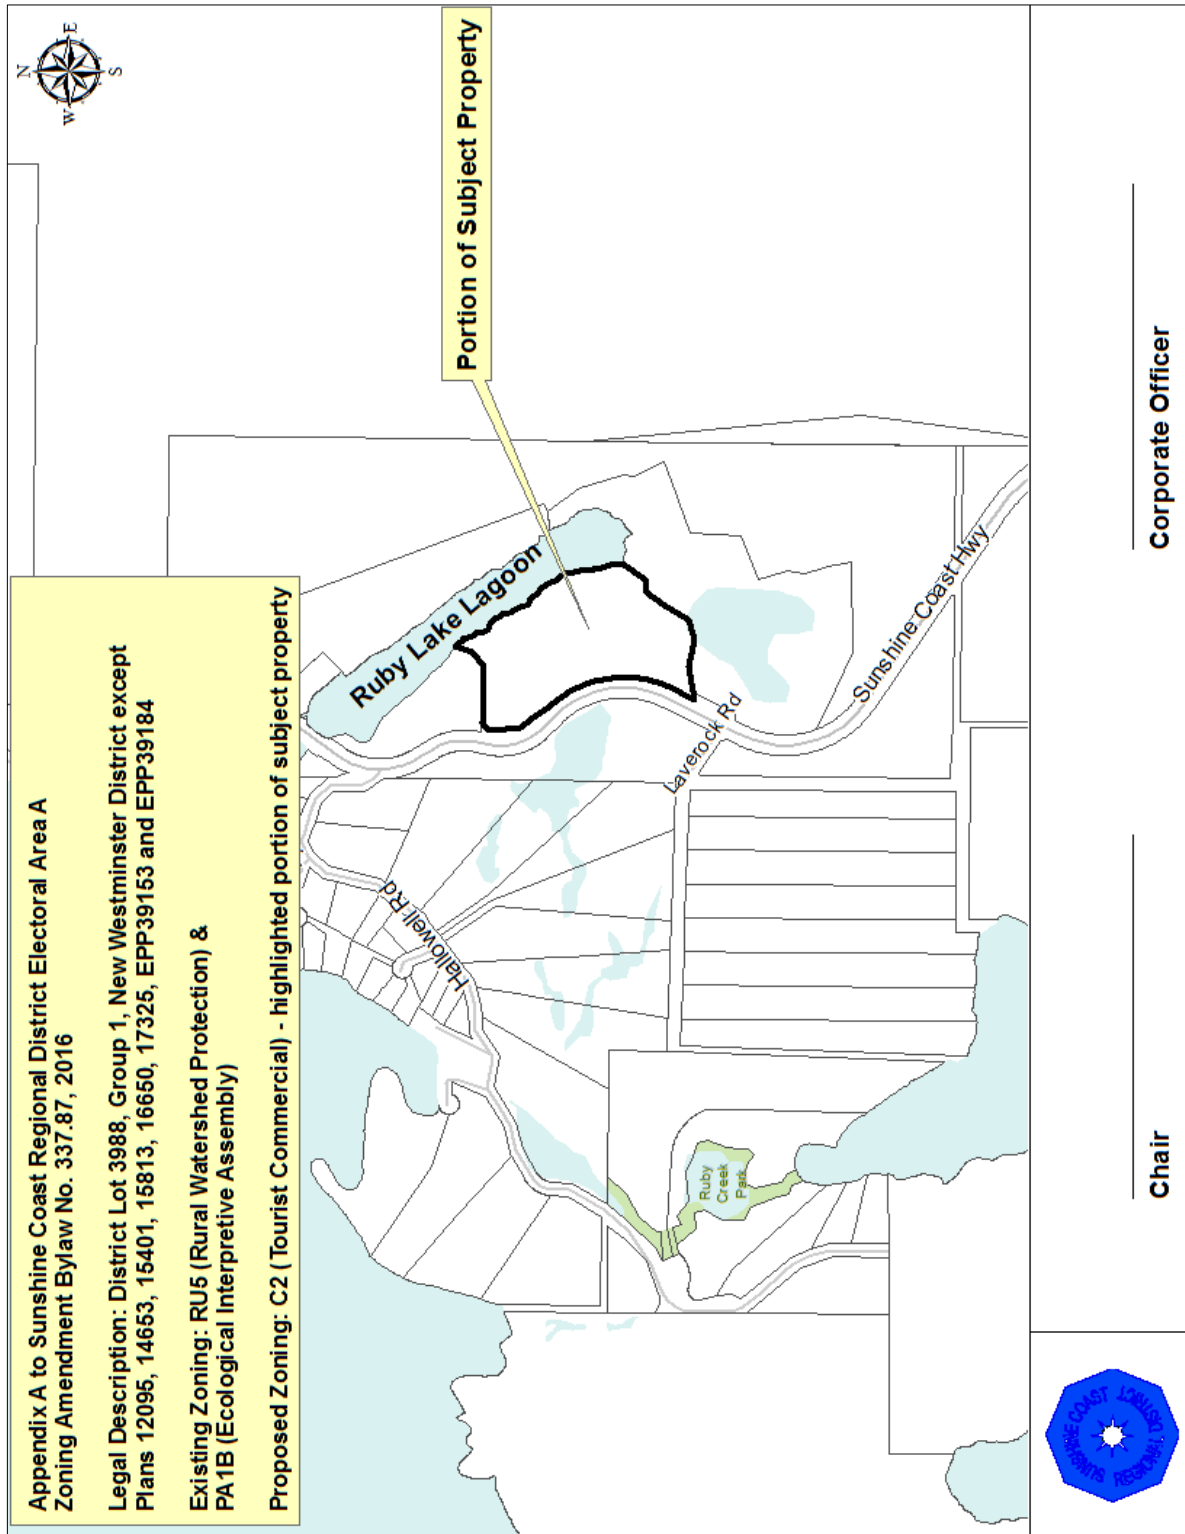 Appendix A to Sunshine Coast Regional District Electoral Area A
Zoning Amendment Bylaw No. 337.87, 2016
Legal Description: District Lot 3988, Group 1, New Westminster District except
Plans 12095, 14653, 15401, 15813, 16650, 17325, EPP39153 and EPP39184
Existing Zoning: RU5 (Rural Watershed Protection) &
PA1B (Ecological Interpretive Assembly)
Proposed Zoning: C2 (Tourist Commercial) - highlighted portion of subject property
N
E
S
W
Portion of Subject Property
Ruby Lake Lagoon
Hallowell Rd
Laverock Rd
Sunshine Coast Hwy
Ruby
Creek
Park
SUNSHINE COAST
REGIONAL DISTRICT
Chair
Corporate Officer